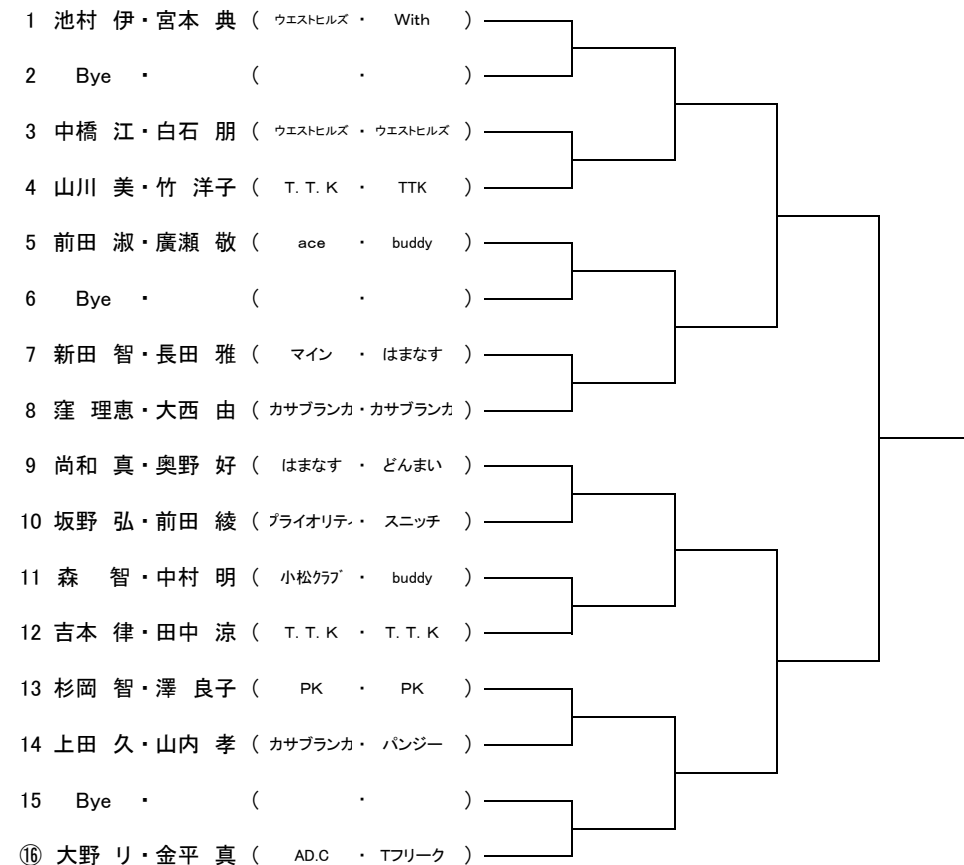 1 池村 伊・宮本 典 ( ウエストヒルズ ・ With )
2 Bye ・ ( ・ )
3 中橋 江・白石 朋 ( ウエストヒルズ ・ ウエストヒルズ )
4 山川 美・竹 洋子 ( T. T. K ・ TTK )
5 前田 淑・廣瀬 敬 ( ace ・ buddy )
6 Bye ・ ( ・ )
7 新田 智・長田 雅 ( マイン ・ はまなす )
8 窪 理恵・大西 由 ( カサブランカ・カサブランカ )
9 尚和 真・奥野 好 ( はまなす ・ どんまい )
10 坂野 弘・前田 綾 ( プライオリティ・ スニッチ )
11 森 智・中村 明 ( 小松ｸﾗﾌﾞ ・ buddy )
12 吉本 律・田中 涼 ( T. T. K ・ T. T. K )
13 杉岡 智・澤 良子 ( PK ・ PK )
14 上田 久・山内 孝 ( カサブランカ・ パンジー )
15 Bye ・ ( ・ )
⑯ 大野 リ・金平 真 ( AD.C ・ Tフリーク )